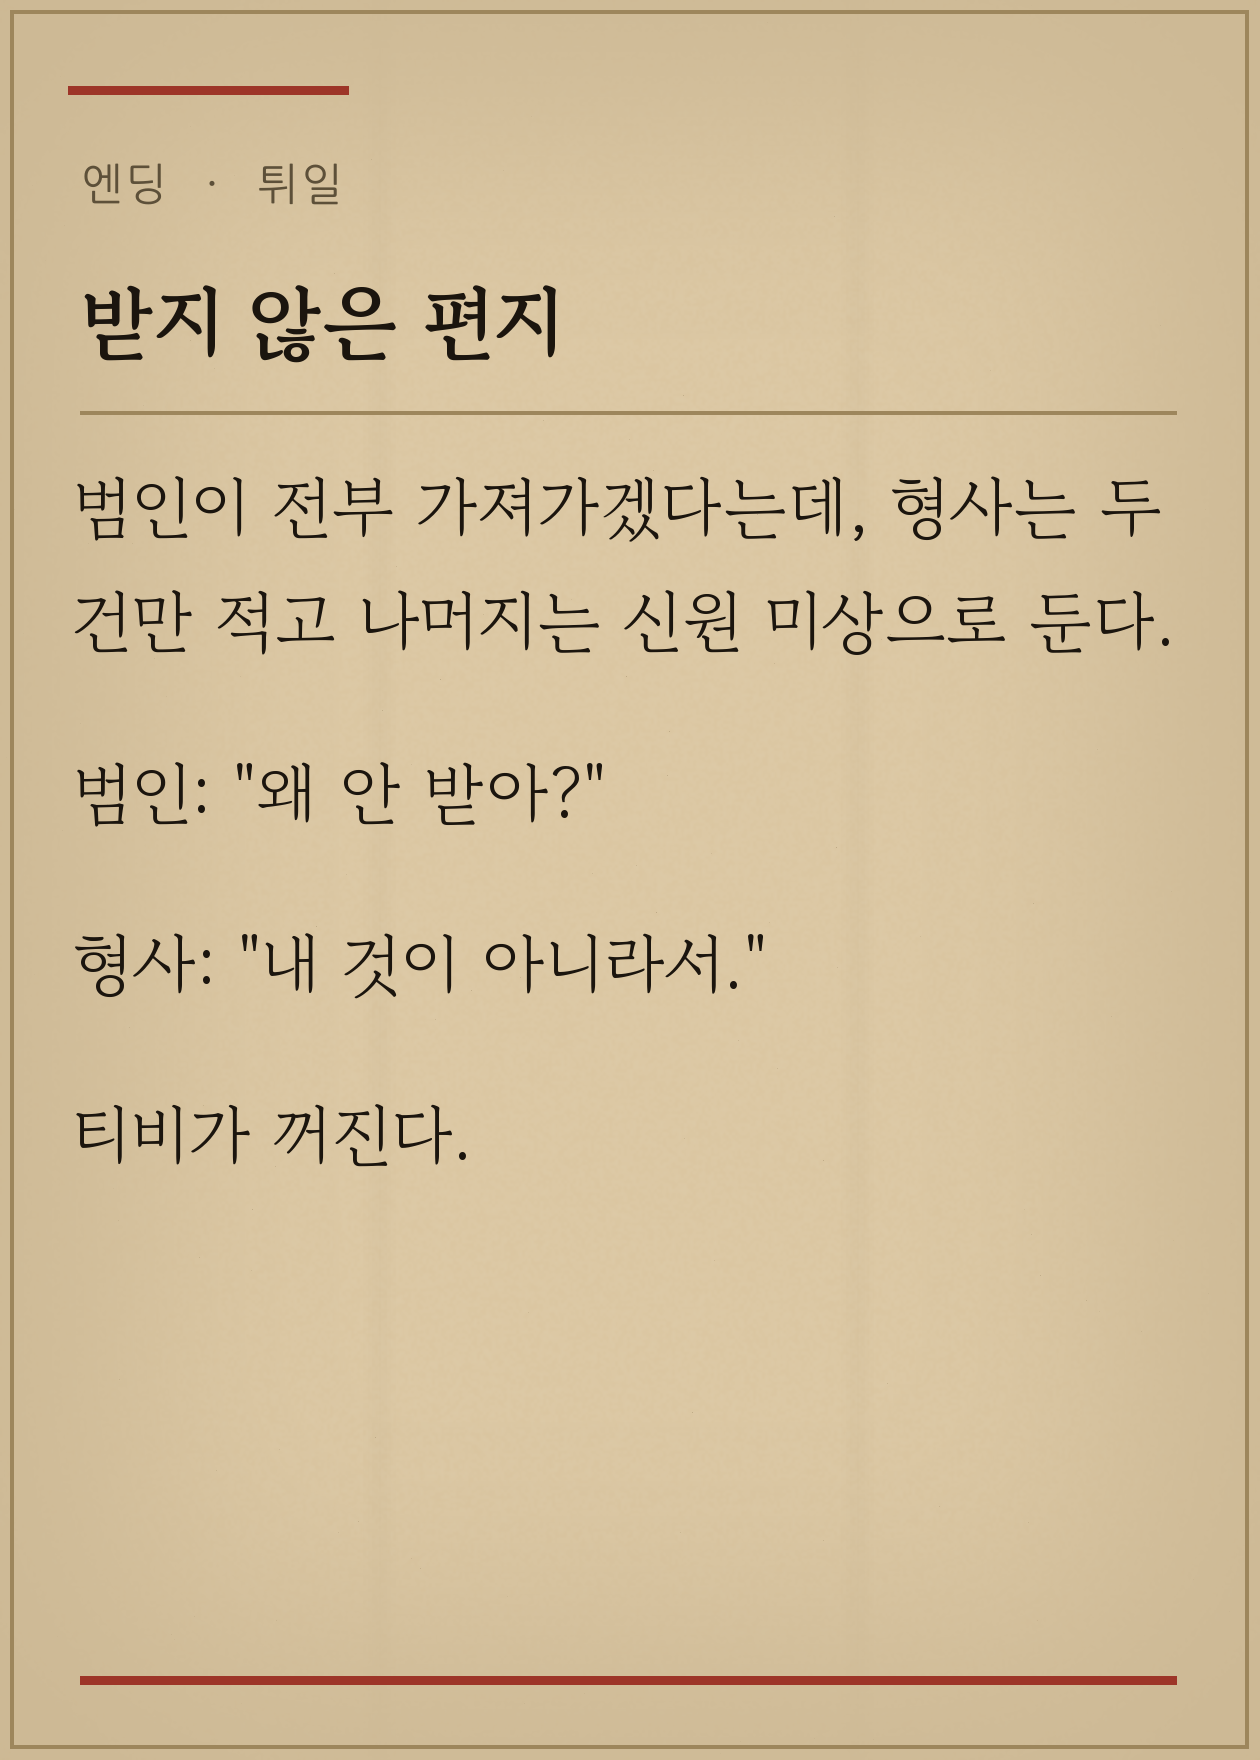 엔딩 · 튀일
받지 않은 편지
범인이 전부 가져가겠다는데, 형사는 두
건만 적고 나머지는 신원 미상으로 둔다.
범인: "왜 안 받아?"
형사: "내 것이 아니라서."
티비가 꺼진다.